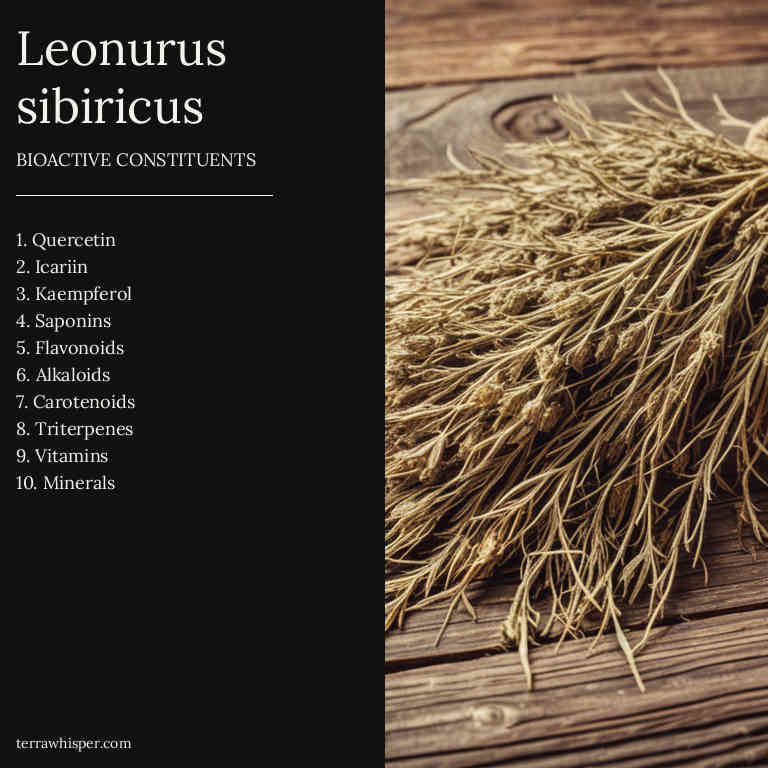 Leonurus
sibiricus
BIOACTIVE CONSTITUENTS
1. Quercetin
2. Icariin
3. Kaempferol
4. Saponins
5. Flavonoids
6. Alkaloids
7. Carotenoids
8. Triterpenes
9. Vitamins
10. Minerals
terrawhisper.com